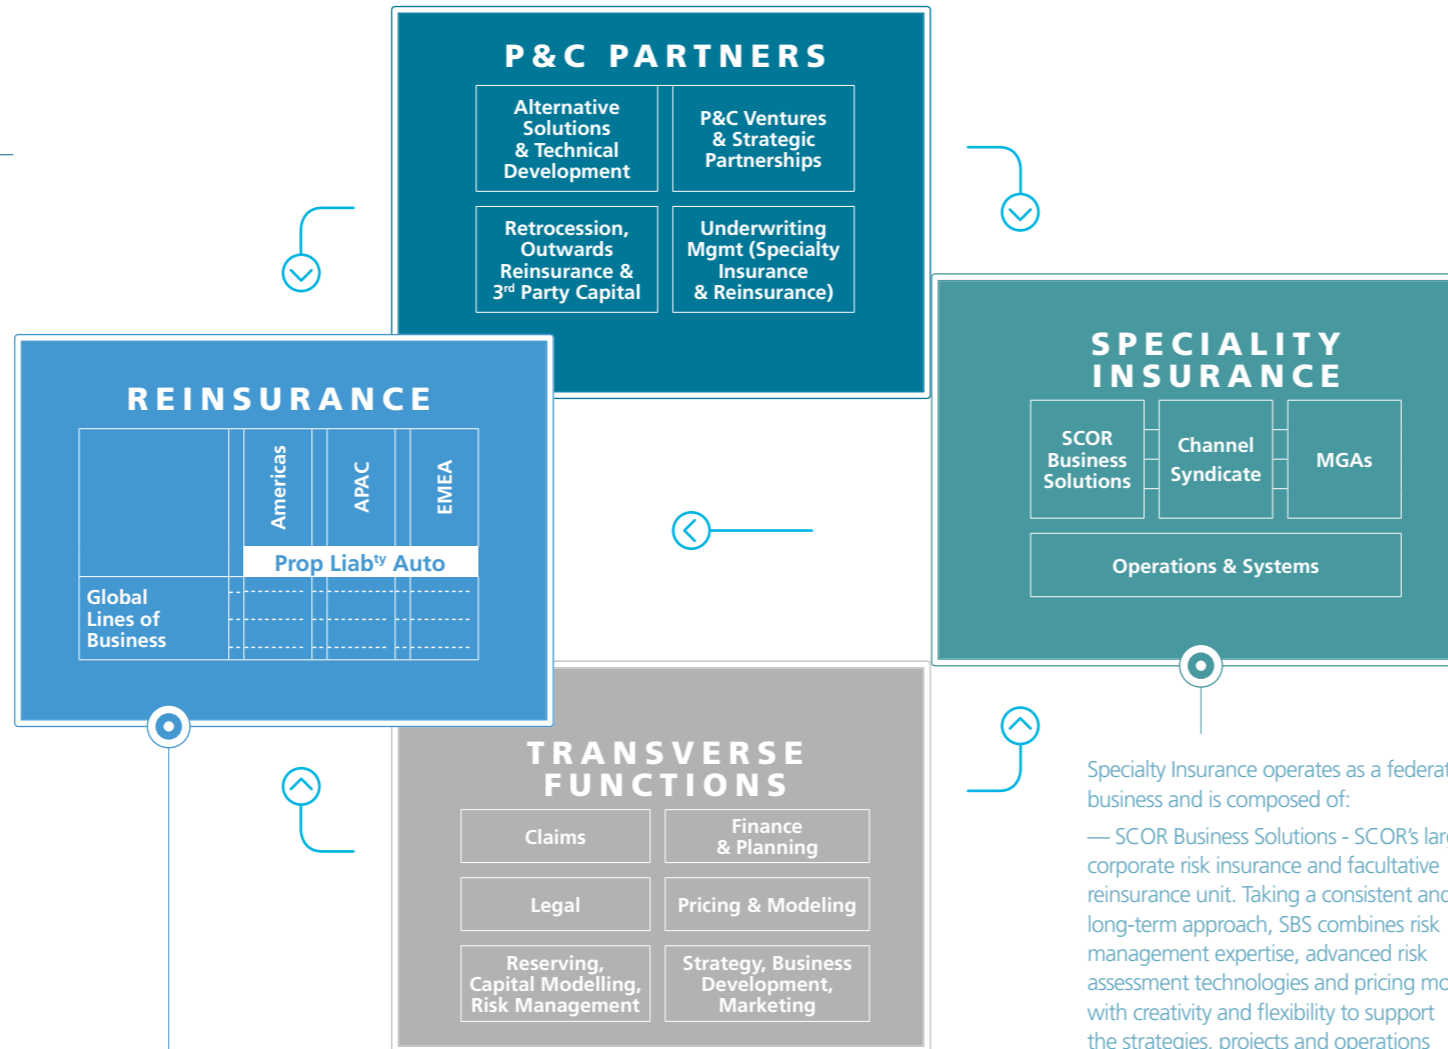 P&C PARTNERS
Alternative
Solutions
& Technical
Development
P&C Ventures
& Strategic
Partnerships
Retrocession,
Outwards
Reinsurance &
3rd Party Capital
Underwriting
Mgmt (Specialty
Insurance
& Reinsurance)
REINSURANCE
Americas
APAC
EMEA
Prop Liabty Auto
Global
Lines of
Business
SPECIALITY
INSURANCE
SCOR
Business
Solutions
Channel
Syndicate
MGAs
Operations & Systems
TRANSVERSE
FUNCTIONS
Claims
Finance
& Planning
Legal
Pricing & Modeling
Reserving,
Capital Modelling,
Risk Management
Strategy, Business
Development,
Marketing
Specialty Insurance operates as a
business and is composed of:
— SCOR Business Solutions - SCOR's
corporate risk insurance and facultative
reinsurance unit. Taking a consistent and
long-term approach, SBS combines risk
management expertise, advanced risk
assessment technologies and pricing
with creativity and flexibility to support
the strategies, projects and operations